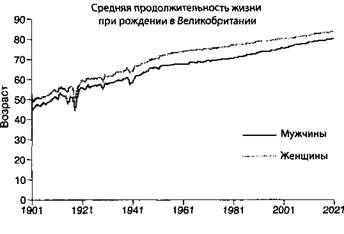 Средняя продолжительность жизни
при рождении в Великобритании
Возраст
90
80
70
60
50
40
30
20
10
0
Мужчины
Женщины
1901 1921 1941 1961 1981 2001 2021